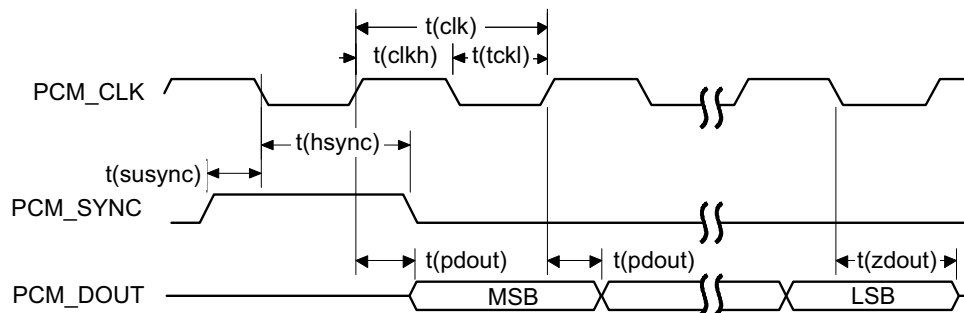 t(clk)
t(clkh) t(tckl)
PCM_CLK
t(hsync)
t(susync)
PCM_SYNC
t(pdout) t(pdout) t(zdout)
PCM_DOUT MSB LSB